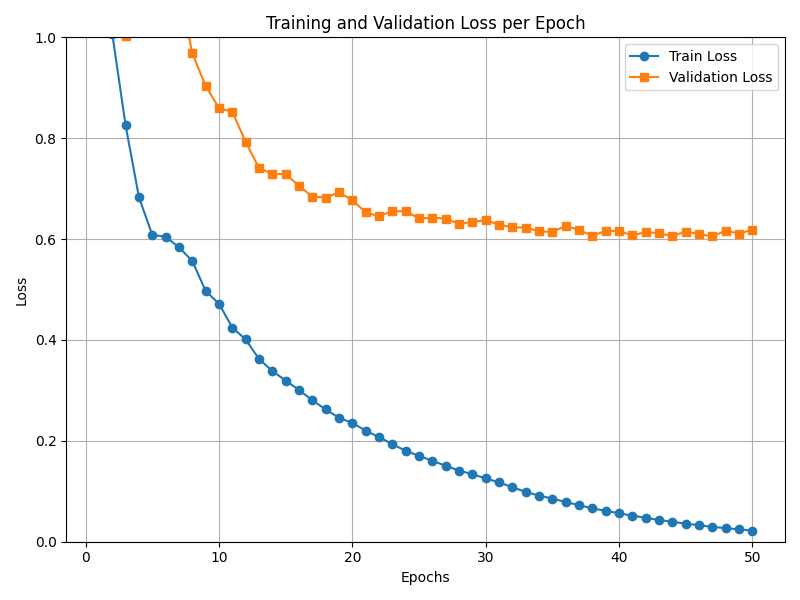 Training and Validation Loss per Epoch
Train Loss
Validation Loss
1.0
0.8
0.6
0.4
0.2
0.0
Loss
0 10 20 30 40 50
Epochs